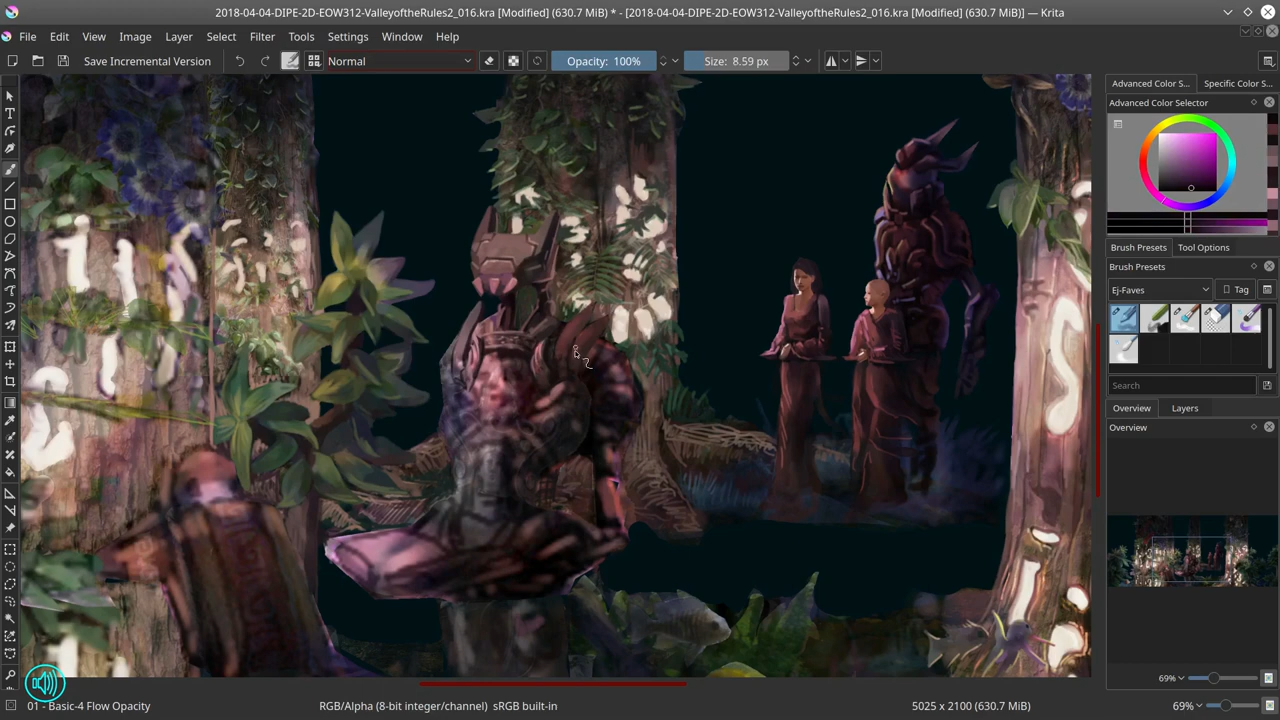 2018-04-04-DIPE-2D-EOW312-ValleyoftheRules2_016.kra [Modified] (630.7 MiB) * - [2018-04-04-DIPE-2D-EOW312-ValleyoftheRules2_016.kra [Modified] (630.7 MiB)] — Krita
File Edit View Image Layer Select Filter Tools Settings Window Help
Save Incremental Version Normal Opacity: 100% Size: 8.59 px
Advanced Color S... Specific Color S...
Advanced Color Selector
Brush Presets Tool Options
Brush Presets
Ej-Faves Tag
Search
Overview Layers
Overview
69%
01 - Basic-4 Flow Opacity RGB/Alpha (8-bit integer/channel) sRGB built-in 5025 x 2100 (630.7 MiB) 69%